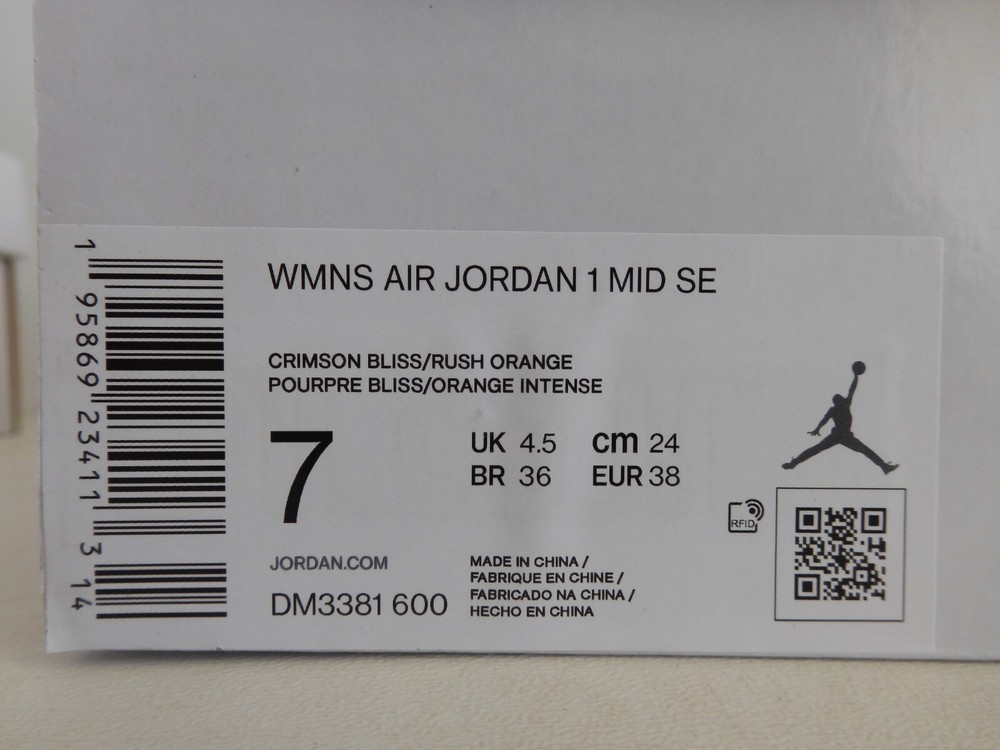 WMNS AIR JORDAN 1 MID SE
CRIMSON BLISS/RUSH ORANGE
POURPRE BLISS/ORANGE INTENSE
7
UK 4.5 cm 24
BR 36 EUR 38
RFID
JORDAN.COM
DM3381 600
MADE IN CHINA /
FABRIQUE EN CHINE /
FABRICADO NA CHINA /
HECHO EN CHINA
1 95869 23411 3 14